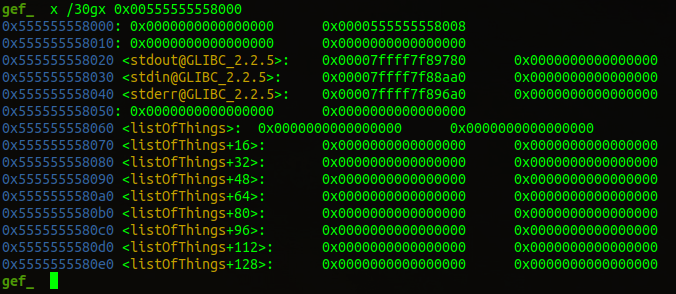 gef_  x /30gx 0x00555555558000
0x555555558000: 0x0000000000000000 0x0000555555558008
0x555555558010: 0x0000000000000000 0x0000000000000000
0x555555558020 <stdout@GLIBC_2.2.5>: 0x00007ffff7f89780 0x0000000000000000
0x555555558030 <stdin@GLIBC_2.2.5>: 0x00007ffff7f88aa0 0x0000000000000000
0x555555558040 <stderr@GLIBC_2.2.5>: 0x00007ffff7f896a0 0x0000000000000000
0x555555558050: 0x0000000000000000 0x0000000000000000
0x555555558060 <listOfThings>: 0x0000000000000000 0x0000000000000000
0x555555558070 <listOfThings+16>: 0x0000000000000000 0x0000000000000000
0x555555558080 <listOfThings+32>: 0x0000000000000000 0x0000000000000000
0x555555558090 <listOfThings+48>: 0x0000000000000000 0x0000000000000000
0x5555555580a0 <listOfThings+64>: 0x0000000000000000 0x0000000000000000
0x5555555580b0 <listOfThings+80>: 0x0000000000000000 0x0000000000000000
0x5555555580c0 <listOfThings+96>: 0x0000000000000000 0x0000000000000000
0x5555555580d0 <listOfThings+112>: 0x0000000000000000 0x0000000000000000
0x5555555580e0 <listOfThings+128>: 0x0000000000000000 0x0000000000000000
gef_